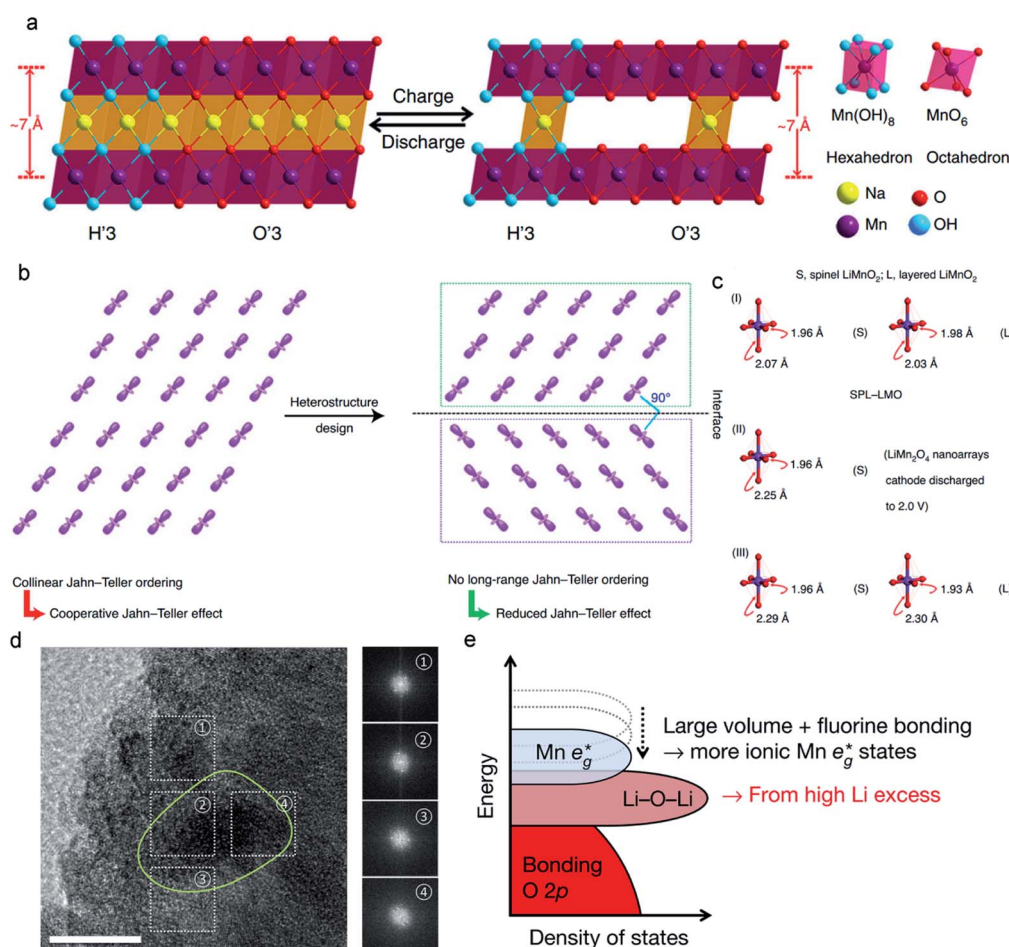 a
~7 Å
Charge
Discharge
~7 Å
Mn(OH)8
MnO6
Hexahedron
Octahedron
Na
O
Mn
OH
H'3
O'3
H'3
O'3
b
Heterostructure
design
90°
Interface
Collinear Jahn–Teller ordering
Cooperative Jahn–Teller effect
No long-range Jahn–Teller ordering
Reduced Jahn–Teller effect
c
S, spinel LiMnO2; L, layered LiMnO2
(I)
1.96 Å
(S)
1.98 Å
(L
2.07 Å
2.03 Å
SPL–LMO
(II)
1.96 Å
(S)
(LiMn2O4 nanoarrays
cathode discharged
to 2.0 V)
2.25 Å
(III)
1.96 Å
(S)
1.93 Å
(L
2.29 Å
2.30 Å
d
①
②
④
③
①
②
③
④
e
Energy
Mn eg*
Large volume + fluorine bonding
→ more ionic Mn eg* states
Li–O–Li
→ From high Li excess
Bonding
O 2p
Density of states